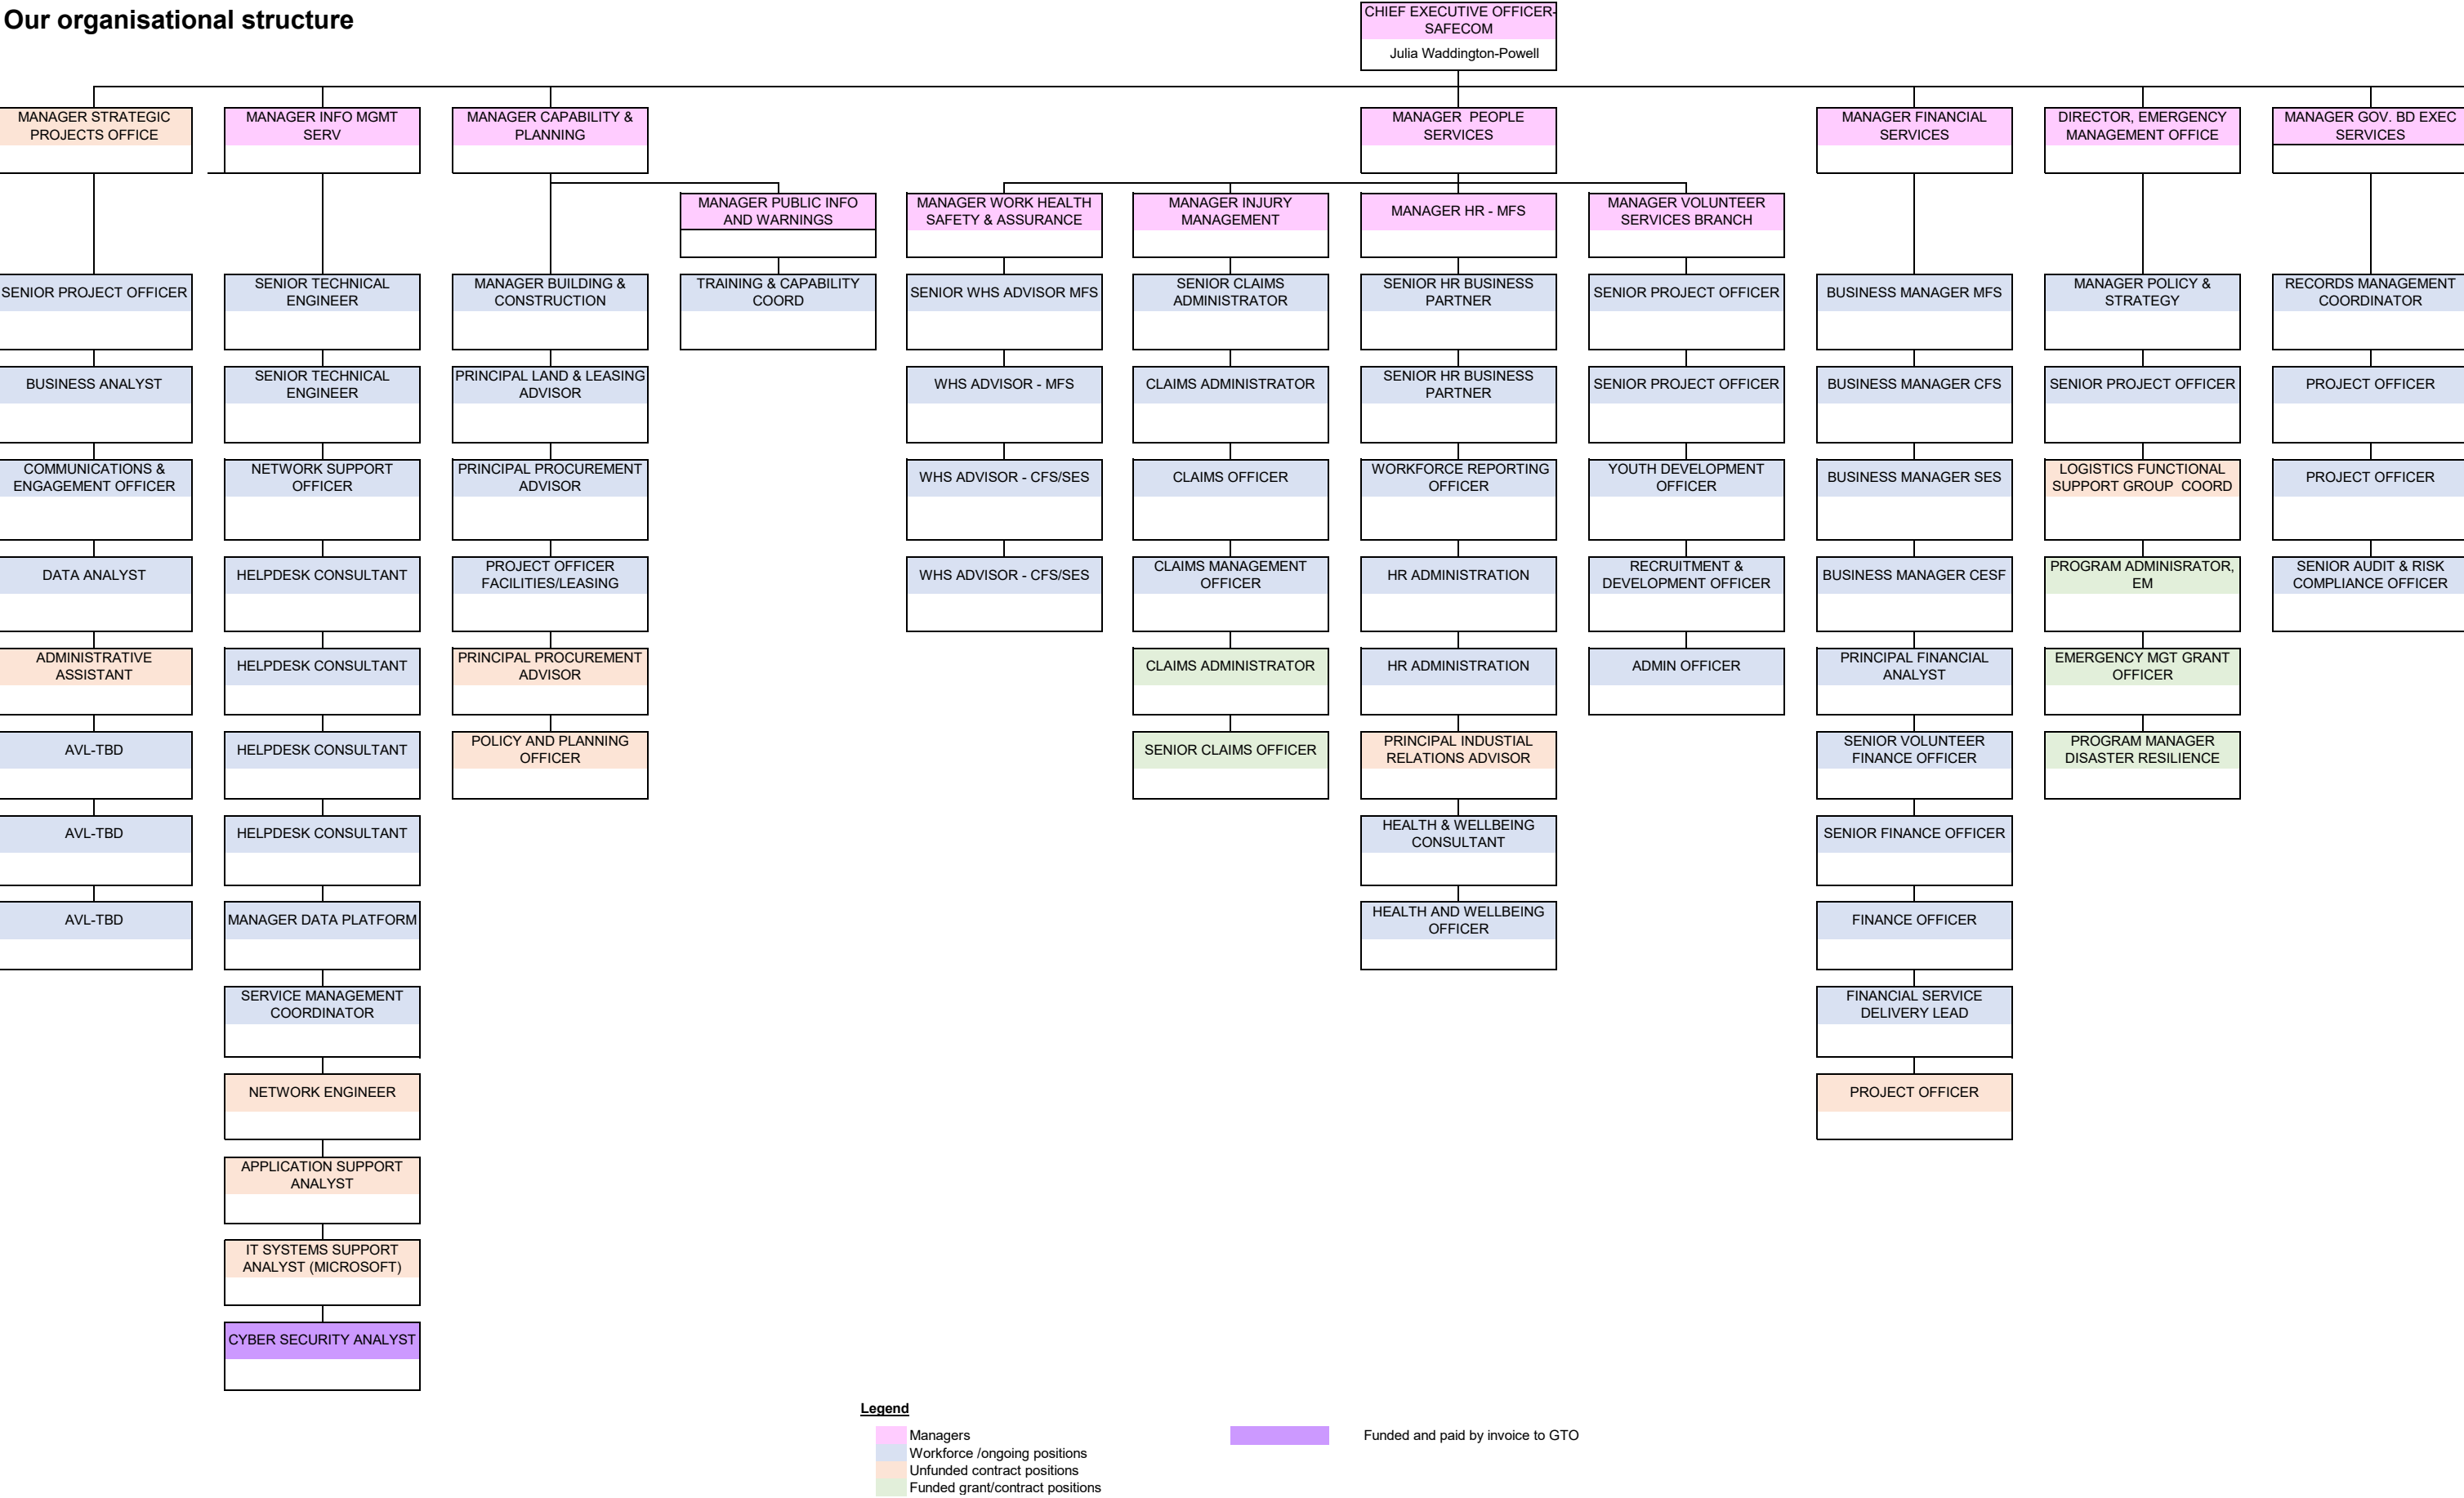 Our organisational structure
CHIEF EXECUTIVE OFFICER-
SAFECOM
Julia Waddington-Powell
MANAGER STRATEGIC
PROJECTS OFFICE
MANAGER INFO MGMT
SERV
MANAGER CAPABILITY &
PLANNING
MANAGER  PEOPLE
SERVICES
MANAGER FINANCIAL
SERVICES
DIRECTOR, EMERGENCY
MANAGEMENT OFFICE
MANAGER GOV. BD EXEC
SERVICES
MANAGER PUBLIC INFO
AND WARNINGS
MANAGER WORK HEALTH
SAFETY & ASSURANCE
MANAGER INJURY
MANAGEMENT
MANAGER HR - MFS
MANAGER VOLUNTEER
SERVICES BRANCH
SENIOR PROJECT OFFICER
SENIOR TECHNICAL
ENGINEER
MANAGER BUILDING &
CONSTRUCTION
TRAINING & CAPABILITY
COORD
SENIOR WHS ADVISOR MFS
SENIOR CLAIMS
ADMINISTRATOR
SENIOR HR BUSINESS
PARTNER
SENIOR PROJECT OFFICER
BUSINESS MANAGER MFS
MANAGER POLICY &
STRATEGY
RECORDS MANAGEMENT
COORDINATOR
BUSINESS ANALYST
SENIOR TECHNICAL
ENGINEER
PRINCIPAL LAND & LEASING
ADVISOR
WHS ADVISOR - MFS
CLAIMS ADMINISTRATOR
SENIOR HR BUSINESS
PARTNER
SENIOR PROJECT OFFICER
BUSINESS MANAGER CFS
SENIOR PROJECT OFFICER
PROJECT OFFICER
COMMUNICATIONS &
ENGAGEMENT OFFICER
NETWORK SUPPORT
OFFICER
PRINCIPAL PROCUREMENT
ADVISOR
WHS ADVISOR - CFS/SES
CLAIMS OFFICER
WORKFORCE REPORTING
OFFICER
YOUTH DEVELOPMENT
OFFICER
BUSINESS MANAGER SES
LOGISTICS FUNCTIONAL
SUPPORT GROUP  COORD
PROJECT OFFICER
DATA ANALYST
HELPDESK CONSULTANT
PROJECT OFFICER
FACILITIES/LEASING
WHS ADVISOR - CFS/SES
CLAIMS MANAGEMENT
OFFICER
HR ADMINISTRATION
RECRUITMENT &
DEVELOPMENT OFFICER
BUSINESS MANAGER CESF
PROGRAM ADMINISRATOR,
EM
SENIOR AUDIT & RISK
COMPLIANCE OFFICER
ADMINISTRATIVE
ASSISTANT
HELPDESK CONSULTANT
PRINCIPAL PROCUREMENT
ADVISOR
CLAIMS ADMINISTRATOR
HR ADMINISTRATION
ADMIN OFFICER
PRINCIPAL FINANCIAL
ANALYST
EMERGENCY MGT GRANT
OFFICER
AVL-TBD
HELPDESK CONSULTANT
POLICY AND PLANNING
OFFICER
SENIOR CLAIMS OFFICER
PRINCIPAL INDUSTIAL
RELATIONS ADVISOR
SENIOR VOLUNTEER
FINANCE OFFICER
PROGRAM MANAGER
DISASTER RESILIENCE
AVL-TBD
HELPDESK CONSULTANT
HEALTH & WELLBEING
CONSULTANT
SENIOR FINANCE OFFICER
AVL-TBD
MANAGER DATA PLATFORM
HEALTH AND WELLBEING
OFFICER
FINANCE OFFICER
SERVICE MANAGEMENT
COORDINATOR
FINANCIAL SERVICE
DELIVERY LEAD
NETWORK ENGINEER
PROJECT OFFICER
APPLICATION SUPPORT
ANALYST
IT SYSTEMS SUPPORT
ANALYST (MICROSOFT)
CYBER SECURITY ANALYST
Legend
Managers
Funded and paid by invoice to GTO
Workforce /ongoing positions
Unfunded contract positions
Funded grant/contract positions